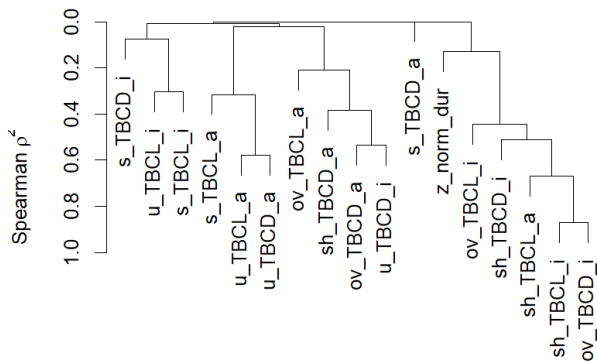 Spearman ρ²
0.0
0.2
0.4
0.6
0.8
1.0
s_TBCD_i
u_TBCL_i
s_TBCL_i
s_TBCL_a
u_TBCL_a
u_TBCD_a
ov_TBCL_a
sh_TBCD_a
ov_TBCD_a
u_TBCD_i
s_TBCD_a
z_norm_dur
ov_TBCL_i
sh_TBCD_i
sh_TBCL_a
sh_TBCL_i
ov_TBCD_i